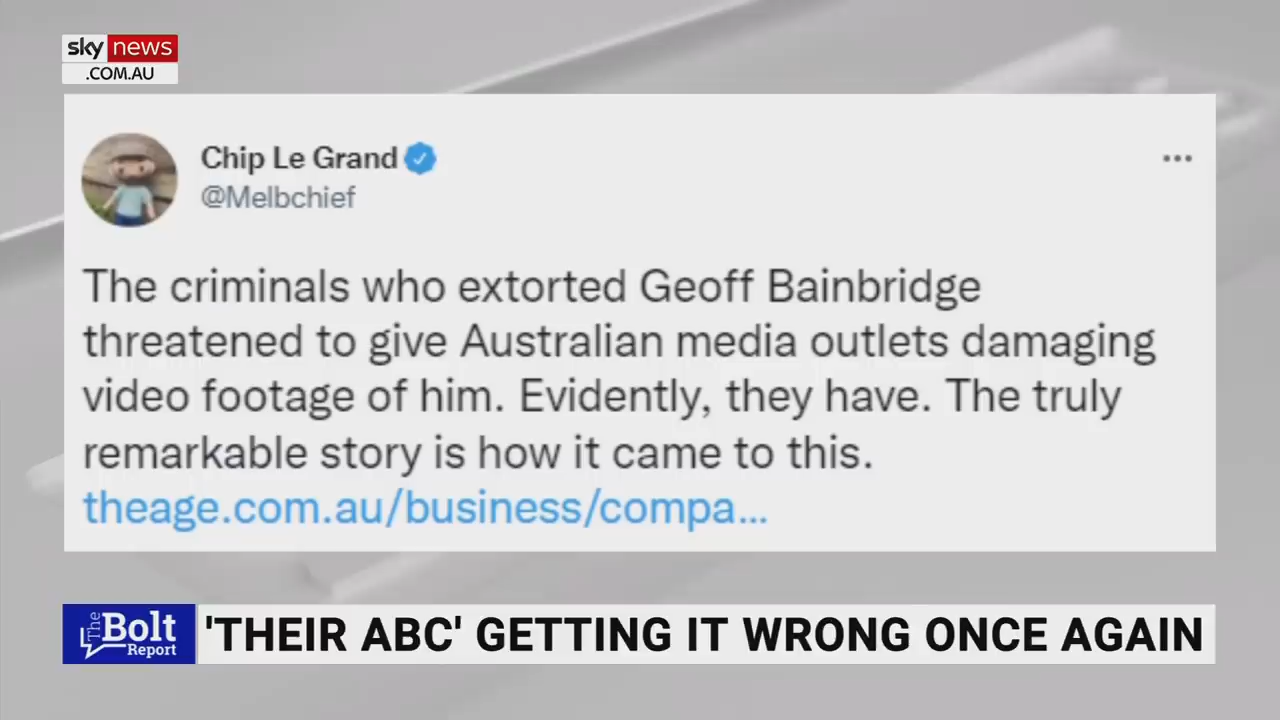 sky news
.COM.AU
Chip Le Grand
@Melbchief
The criminals who extorted Geoff Bainbridge
threatened to give Australian media outlets damaging
video footage of him. Evidently, they have. The truly
remarkable story is how it came to this.
theage.com.au/business/compa...
The Bolt Report
'THEIR ABC' GETTING IT WRONG ONCE AGAIN